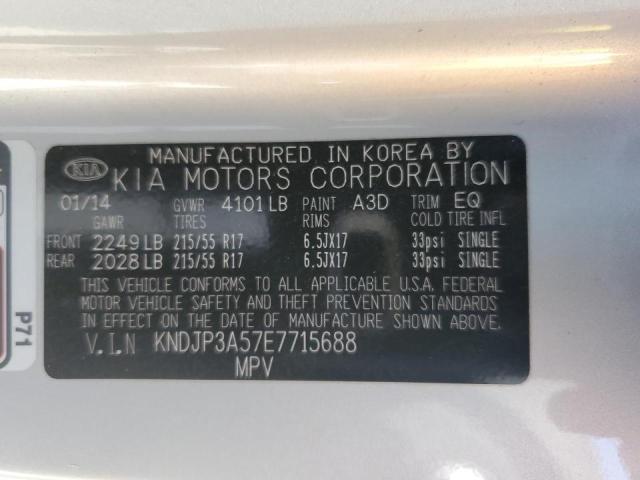 MANUFACTURED IN KOREA BY
KIA KIA MOTORS CORPORATION
01/14 GVWR 4101 LB PAINT A3D TRIM EQ
GAWR TIRES RIMS COLD TIRE INFL
FRONT 2249 LB 215/55 R17 6.5JX17 33psi SINGLE
REAR 2028 LB 215/55 R17 6.5JX17 33psi SINGLE
THIS VEHICLE CONFORMS TO ALL APPLICABLE U.S.A. FEDERAL
MOTOR VEHICLE SAFETY AND THEFT PREVENTION STANDARDS
IN EFFECT ON THE DATE OF MANUFACTURE SHOWN ABOVE.
V.I.N KNDJP3A57E7715688
MPV
P71